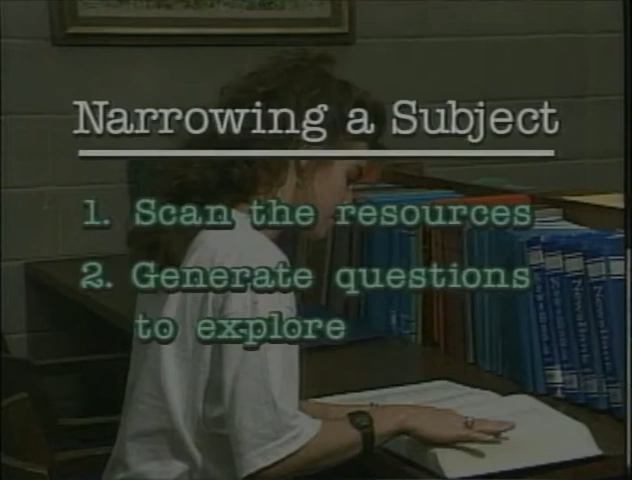 Narrowing a Subject
1. Scan the resources
2. Generate questions
to explore